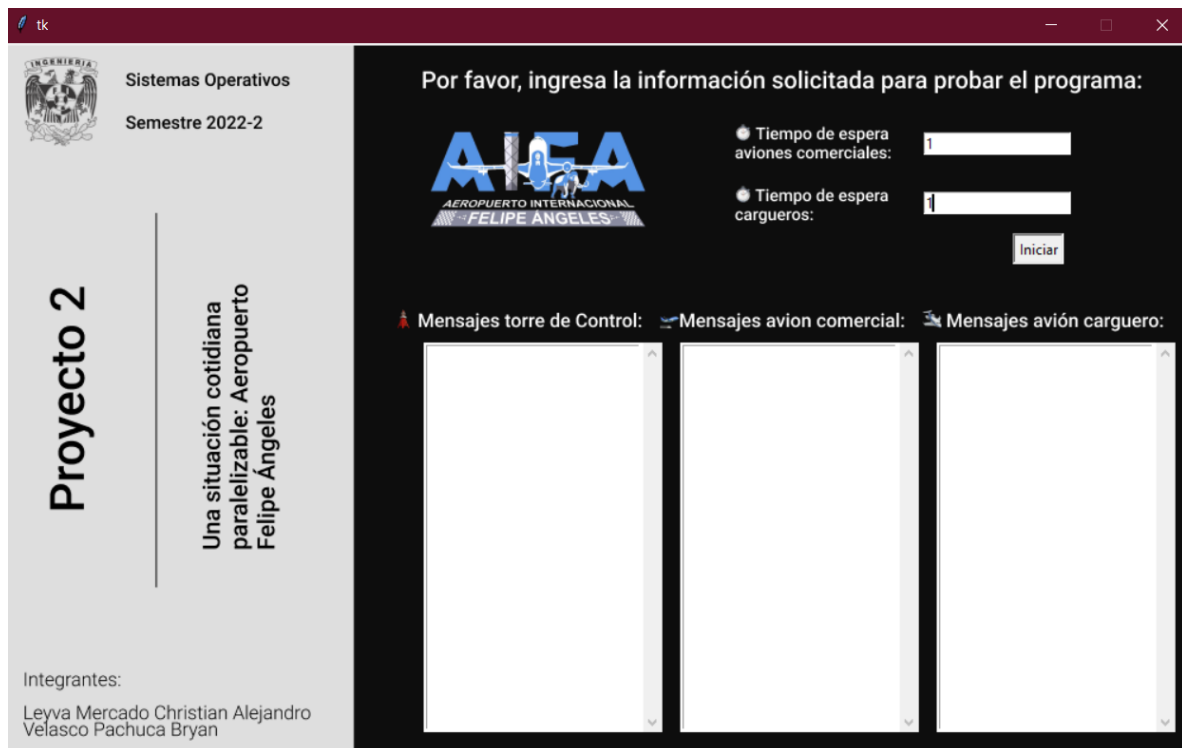 tk
INGENIERIA
Sistemas Operativos
Semestre 2022-2
Proyecto 2
Una situación cotidiana
paralelizable: Aeropuerto
Felipe Ángeles
Integrantes:
Leyva Mercado Christian Alejandro
Velasco Pachuca Bryan
Por favor, ingresa la información solicitada para probar el programa:
AIFA
AEROPUERTO INTERNACIONAL
FELIPE ÁNGELES
Tiempo de espera
aviones comerciales:
1
Tiempo de espera
cargueros:
1
Iniciar
Mensajes torre de Control:
Mensajes avion comercial:
Mensajes avión carguero: